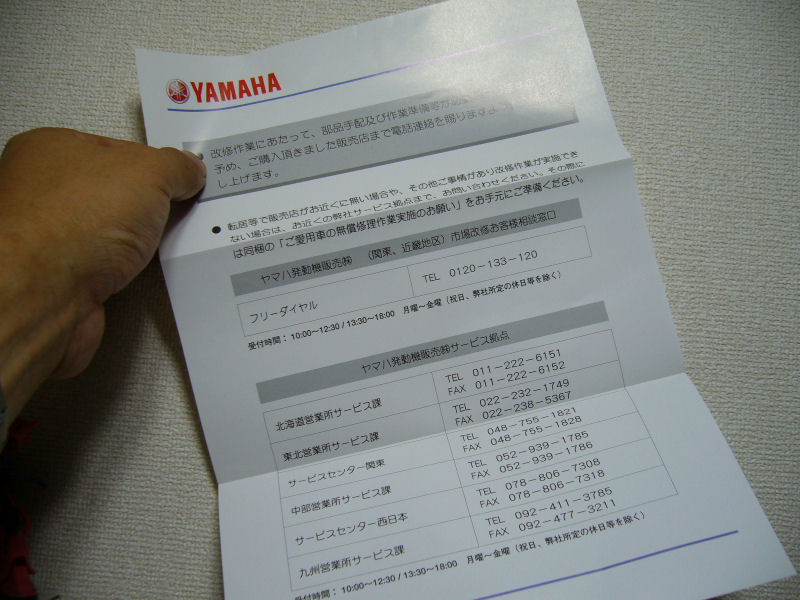 YAMAHA
改修作業にあたって、部品手配及び作業準備等が必
予め、ご購入頂きました販売店まで電話連絡を賜りますよ
し上げます。
● 転居等で販売店がお近くに無い場合や、その他ご事情があり改修作業が実施でき
ない場合は、お近くの弊社サービス拠点まで、お問い合わせください。その際に
は同梱の「ご愛用車の無償修理作業実施のお願い」をお手元にご準備ください。
ヤマハ発動機販売㈱ (関東、近畿地区)市場改修お客様相談窓口
フリーダイヤル TEL 0120-133-120
受付時間: 10:00~12:30 / 13:30~18:00 月曜~金曜(祝日、弊社所定の休日等を除く)
ヤマハ発動機販売㈱サービス拠点
北海道営業所サービス課 TEL 011-222-6151
FAX 011-222-6152
東北営業所サービス課 TEL 022-232-1749
FAX 022-238-5367
サービスセンター関東 TEL 048-755-1821
FAX 048-755-1828
中部営業所サービス課 TEL 052-939-1785
FAX 052-939-1786
サービスセンター西日本 TEL 078-806-7308
FAX 078-806-7318
九州営業所サービス課 TEL 092-411-3785
FAX 092-477-3211
受付時間: 10:00~12:30 / 13:30~18:00 月曜~金曜(祝日、弊社所定の休日等を除く)